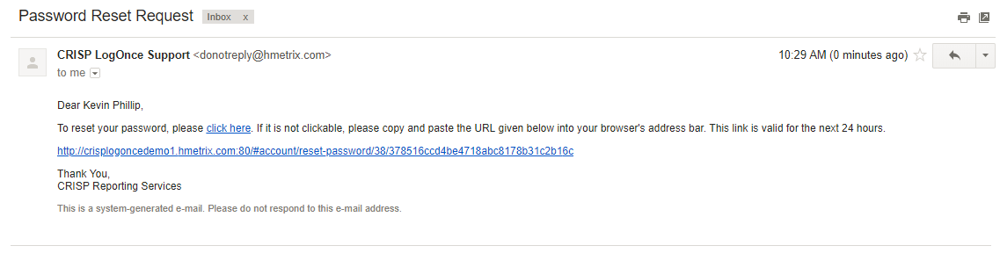 Password Reset Request Inbox x
CRISP LogOnce Support <donotreply@hmetrix.com> 10:29 AM (0 minutes ago)
to me
Dear Kevin Phillip,
To reset your password, please click here. If it is not clickable, please copy and paste the URL given below into your browser's address bar. This link is valid for the next 24 hours.
http://crisplogoncedemo1.hmetrix.com:80/#account/reset-password/38/378516ccd4be4718abc8178b31c2b16c
Thank You,
CRISP Reporting Services
This is a system-generated e-mail. Please do not respond to this e-mail address.